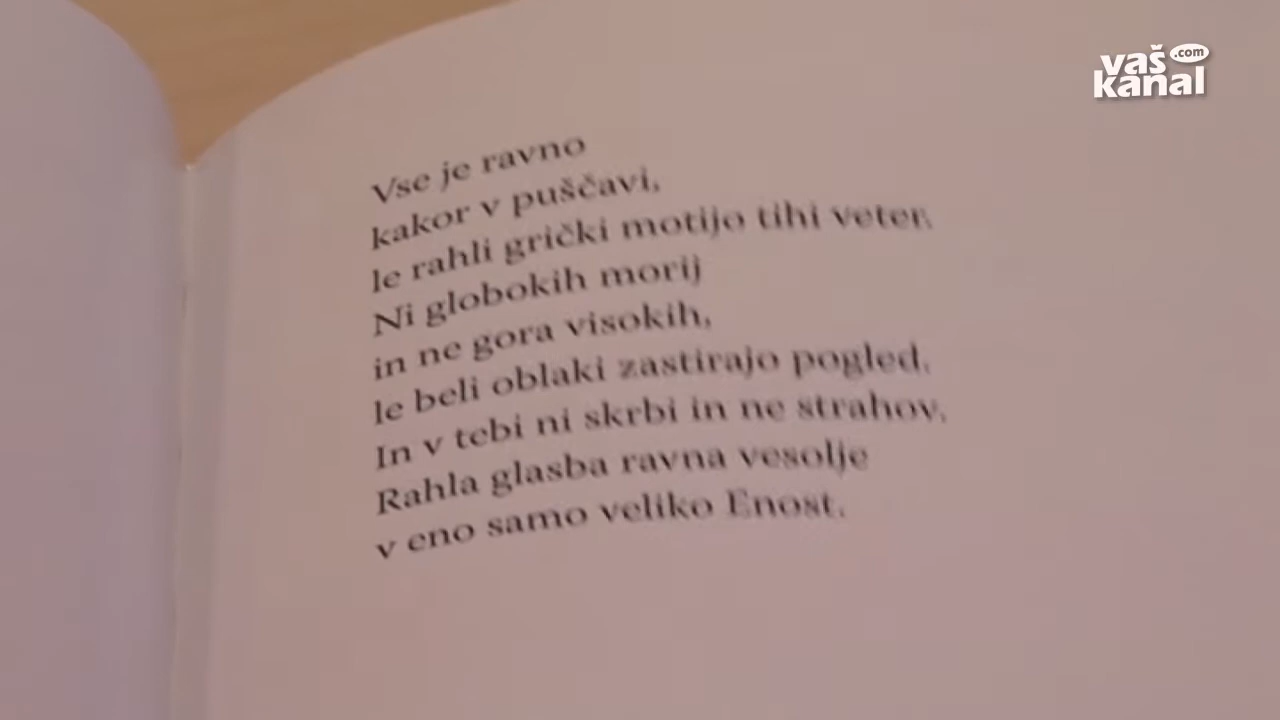 vaš .com
kanal
Vse je ravno
kakor v puščavi,
le rahli grički motijo tihi veter.
Ni globokih morij
in ne gora visokih,
le beli oblaki zastirajo pogled.
In v tebi ni skrbi in ne strahov.
Rahla glasba ravna vesolje
v eno samo veliko Enost.